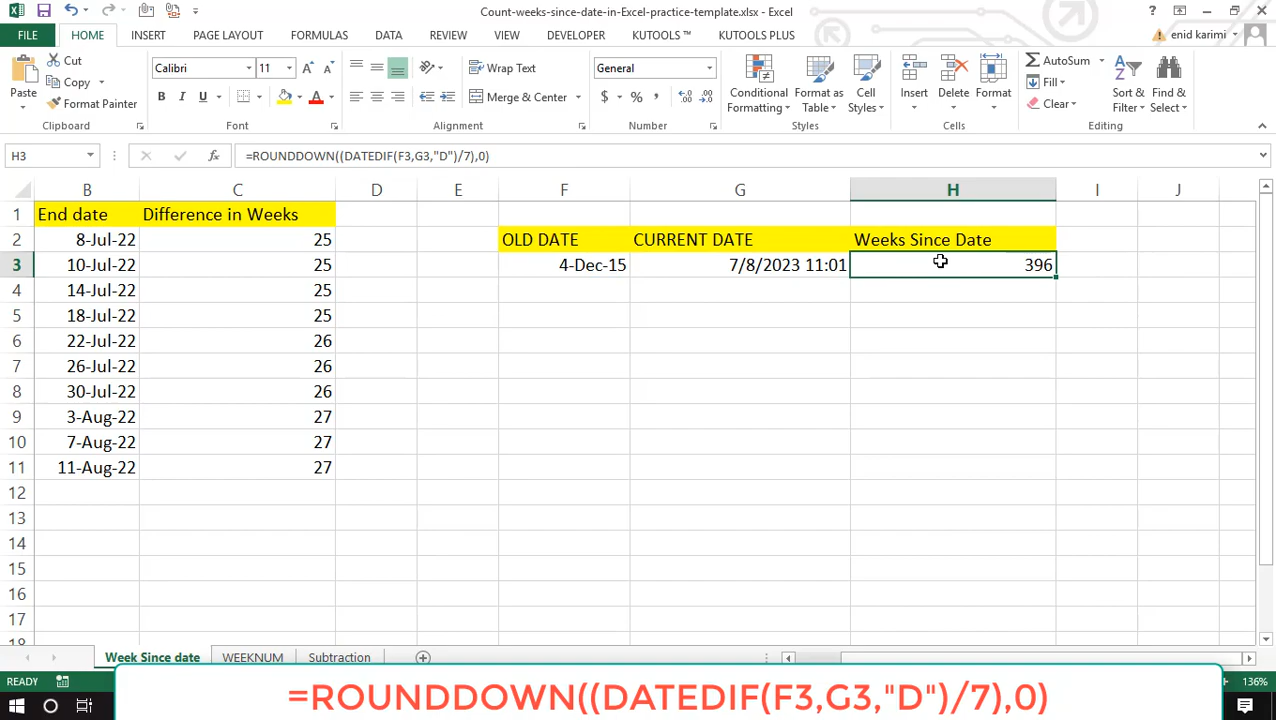 Count-weeks-since-date-in-Excel-practice-template.xlsx - Excel
FILE HOME INSERT PAGE LAYOUT FORMULAS DATA REVIEW VIEW DEVELOPER KUTOOLS ™ KUTOOLS PLUS enid karimi
Paste
Cut
Copy
Format Painter
Clipboard
Calibri 11
B I U
Font
Wrap Text
Merge & Center
Alignment
General
$ % ,
Number
Conditional Formatting
Format as Table
Cell Styles
Styles
Insert Delete Format
Cells
AutoSum
Fill
Clear
Sort & Filter
Find & Select
Editing
H3 fx =ROUNDDOWN((DATEDIF(F3,G3,"D")/7),0)
B C D E F G H I J
1 End date Difference in Weeks
2 8-Jul-22 25 OLD DATE CURRENT DATE Weeks Since Date
3 10-Jul-22 25 4-Dec-15 7/8/2023 11:01 396
4 14-Jul-22 25
5 18-Jul-22 25
6 22-Jul-22 26
7 26-Jul-22 26
8 30-Jul-22 26
9 3-Aug-22 27
10 7-Aug-22 27
11 11-Aug-22 27
12
13
14
15
16
17
18
Week Since date WEEKNUM Subtraction
READY 136%
=ROUNDDOWN((DATEDIF(F3,G3,"D")/7),0)